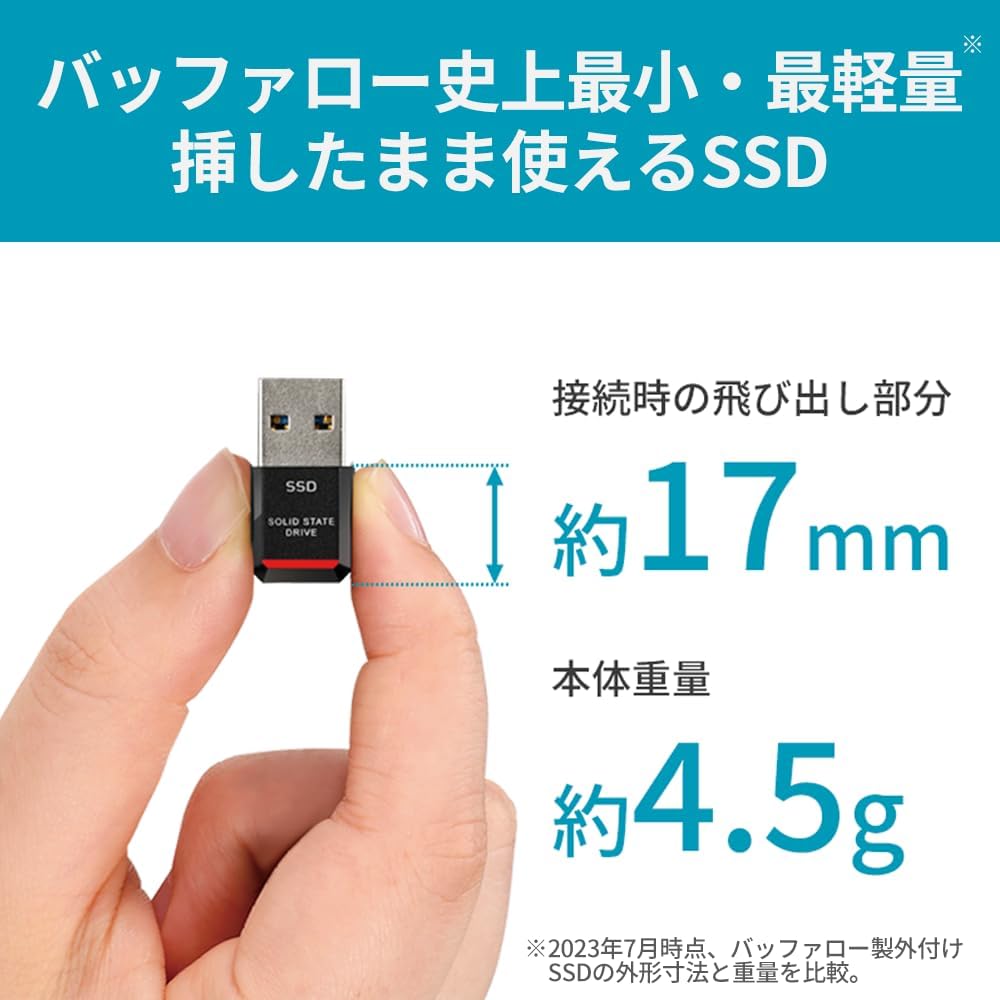 バッファロー史上最小・最軽量※
挿したまま使えるSSD
SSD
SOLID STATE
DRIVE
接続時の飛び出し部分
約17mm
本体重量
約4.5g
※2023年7月時点、バッファロー製外付け
SSDの外形寸法と重量を比較。